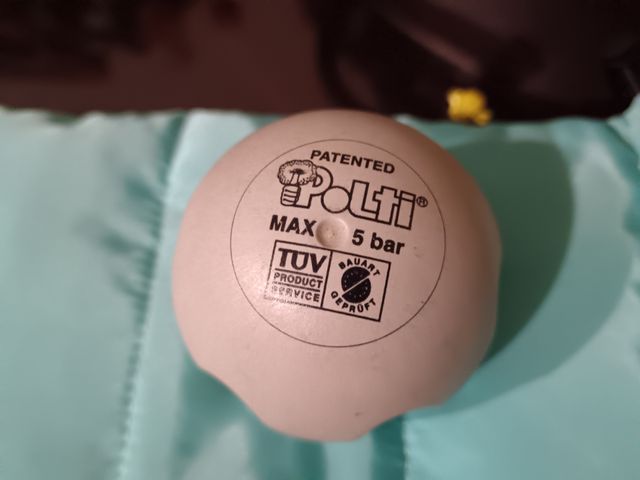 PATENTED
Polti®
MAX 5 bar
TÜV
PRODUCT
SERVICE
BAUART
GEPRÜFT